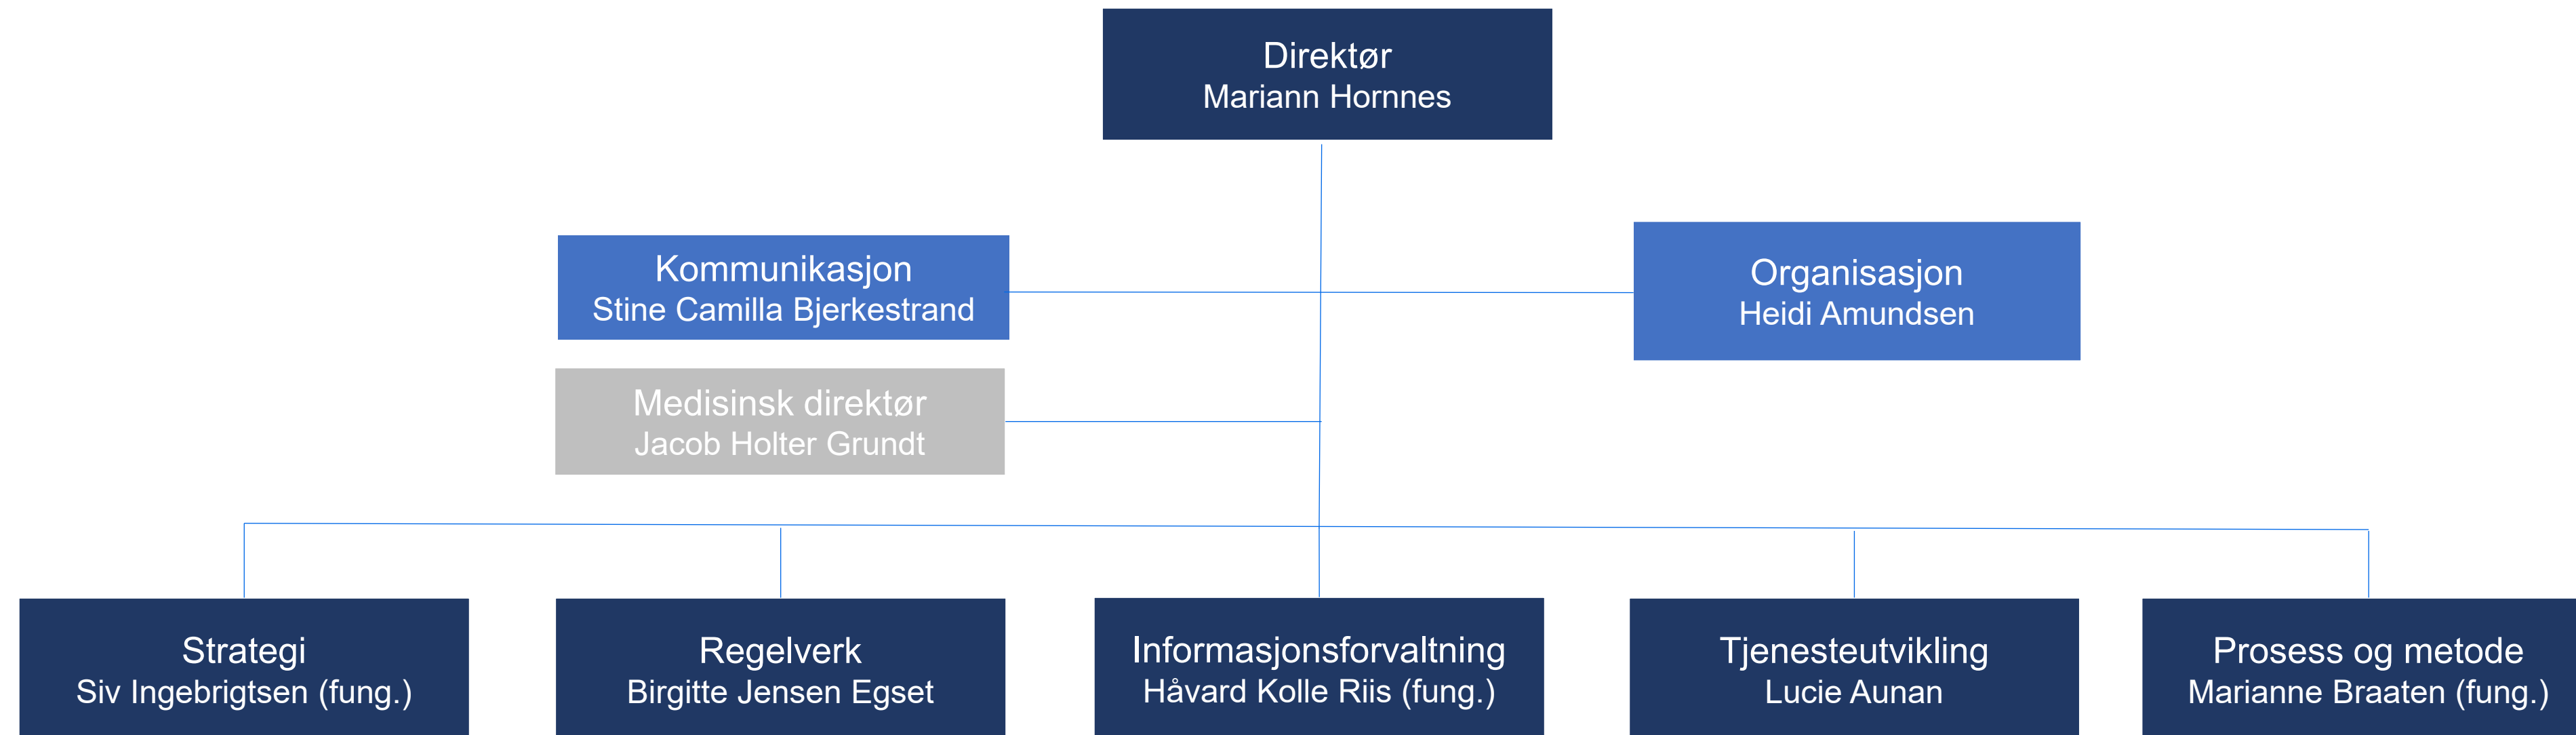 Direktør
Mariann Hornnes
Kommunikasjon
Stine Camilla Bjerkestrand
Organisasjon
Heidi Amundsen
Medisinsk direktør
Jacob Holter Grundt
Strategi
Siv Ingebrigtsen (fung.)
Regelverk
Birgitte Jensen Egset
Informasjonsforvaltning
Håvard Kolle Riis (fung.)
Tjenesteutvikling
Lucie Aunan
Prosess og metode
Marianne Braaten (fung.)